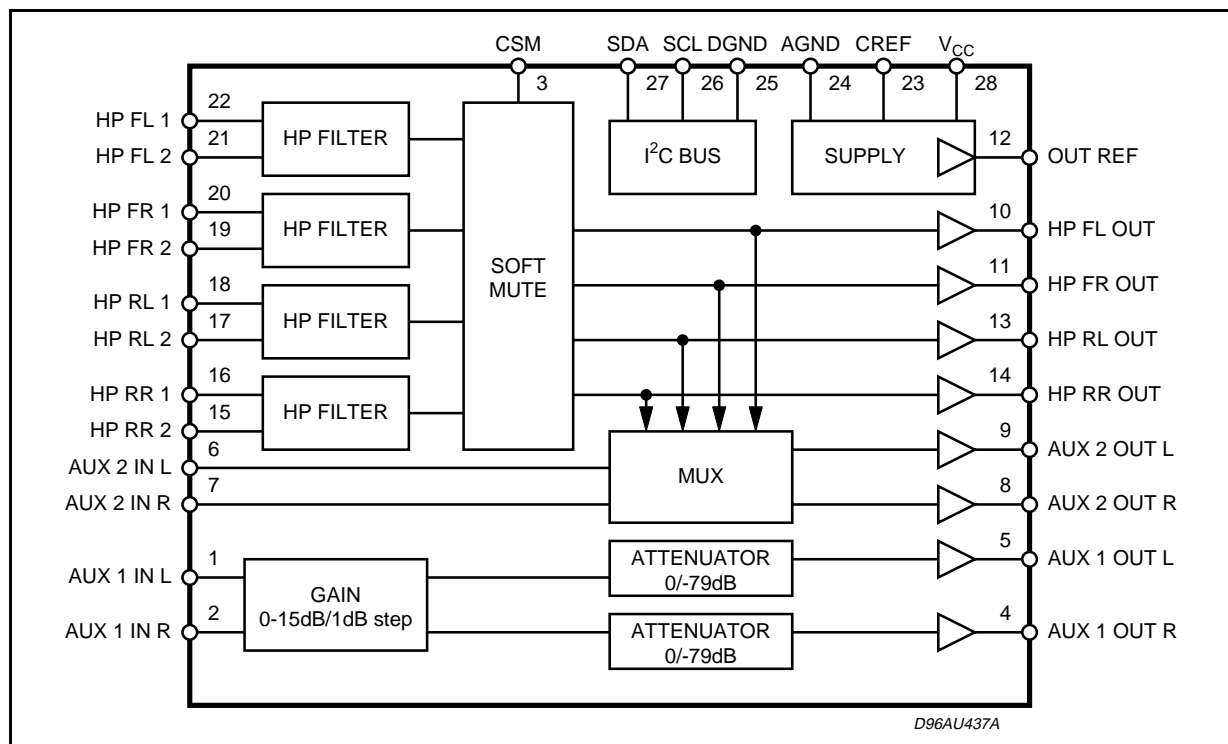 CSM SDA SCL DGND AGND CREF VCC
3 27 26 25 24 23 28
22
HP FL 1
21
HP FL 2
HP FILTER
I2C BUS
SUPPLY
12
OUT REF
20
HP FR 1
19
HP FR 2
HP FILTER
10
HP FL OUT
SOFT
MUTE
11
HP FR OUT
18
HP RL 1
17
HP RL 2
HP FILTER
13
HP RL OUT
16
HP RR 1
15
HP RR 2
HP FILTER
14
HP RR OUT
6
AUX 2 IN L
7
AUX 2 IN R
MUX
9
AUX 2 OUT L
8
AUX 2 OUT R
1
AUX 1 IN L
2
AUX 1 IN R
GAIN
0-15dB/1dB step
ATTENUATOR
0/-79dB
5
AUX 1 OUT L
ATTENUATOR
0/-79dB
4
AUX 1 OUT R
D96AU437A